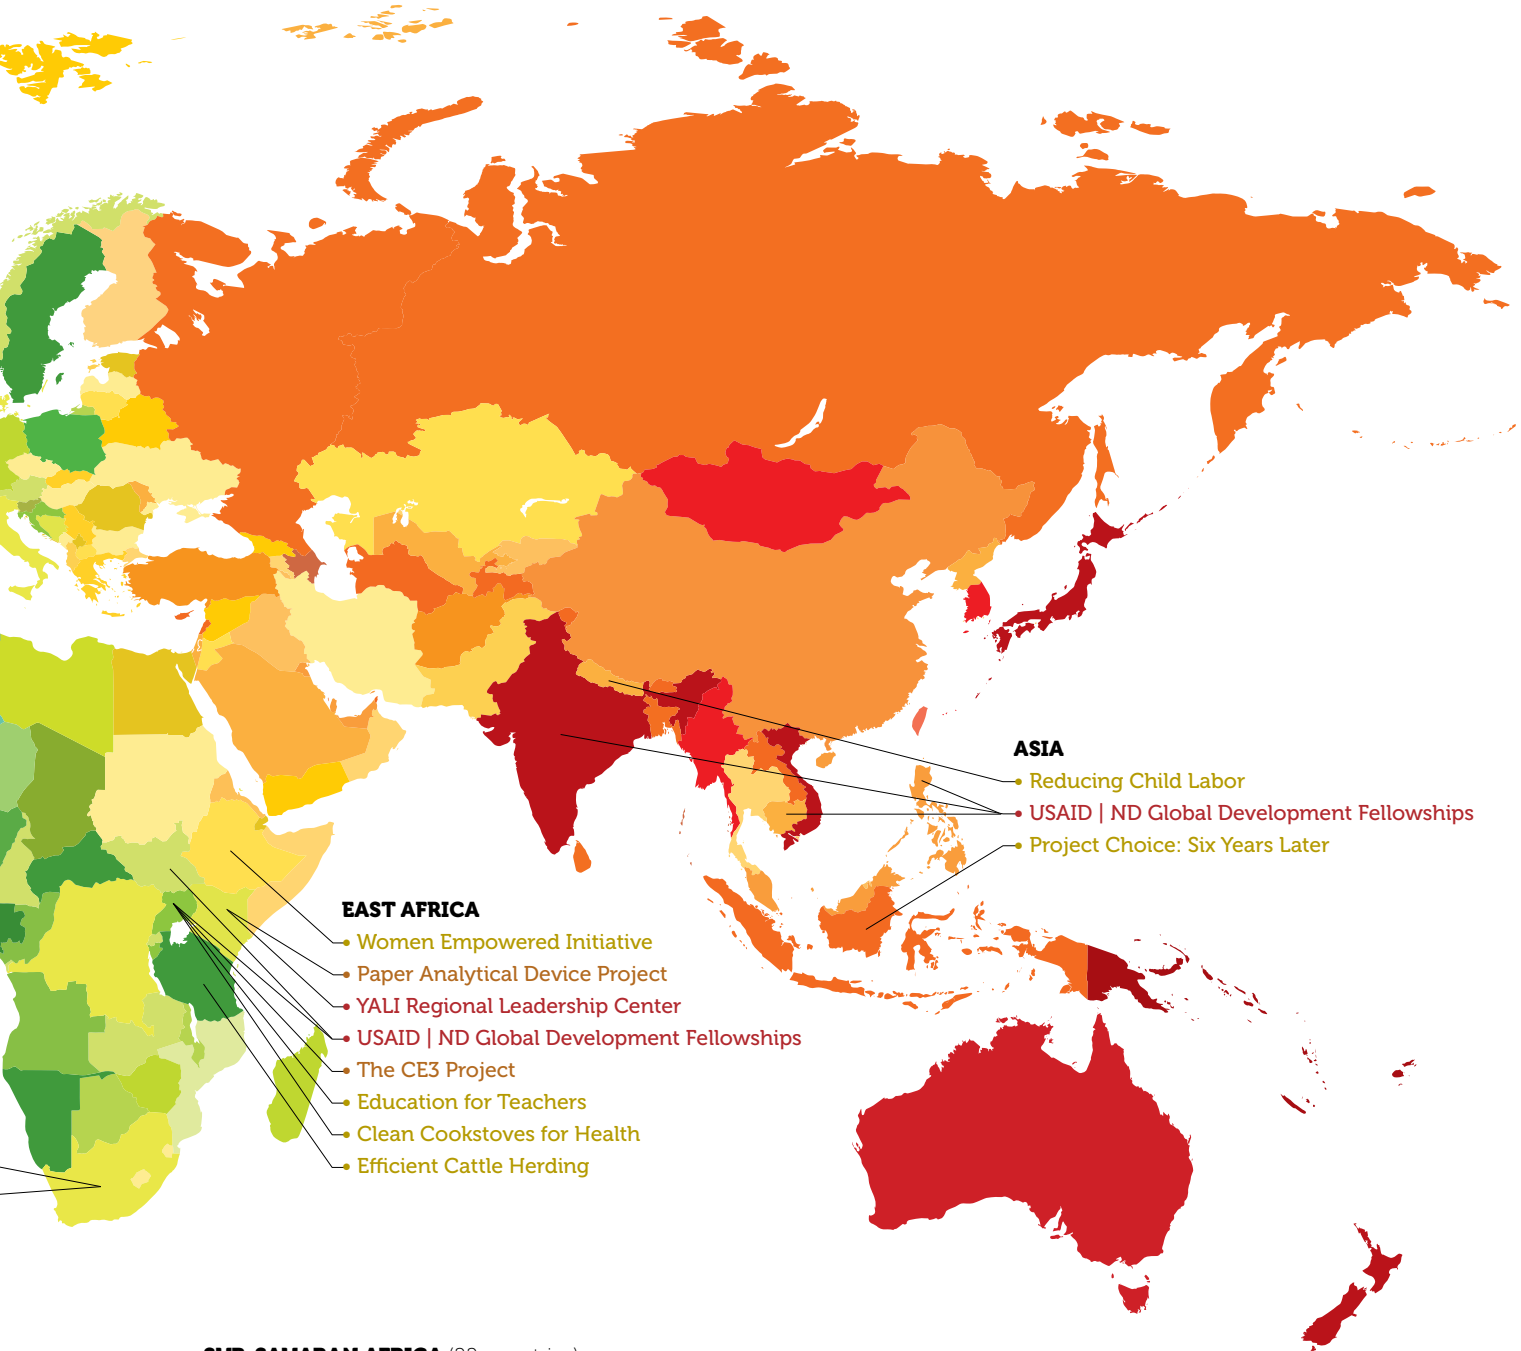 ASIA
Reducing Child Labor
USAID | ND Global Development Fellowships
Project Choice: Six Years Later
EAST AFRICA
Women Empowered Initiative
Paper Analytical Device Project
YALI Regional Leadership Center
USAID | ND Global Development Fellowships
The CE3 Project
Education for Teachers
Clean Cookstoves for Health
Efficient Cattle Herding